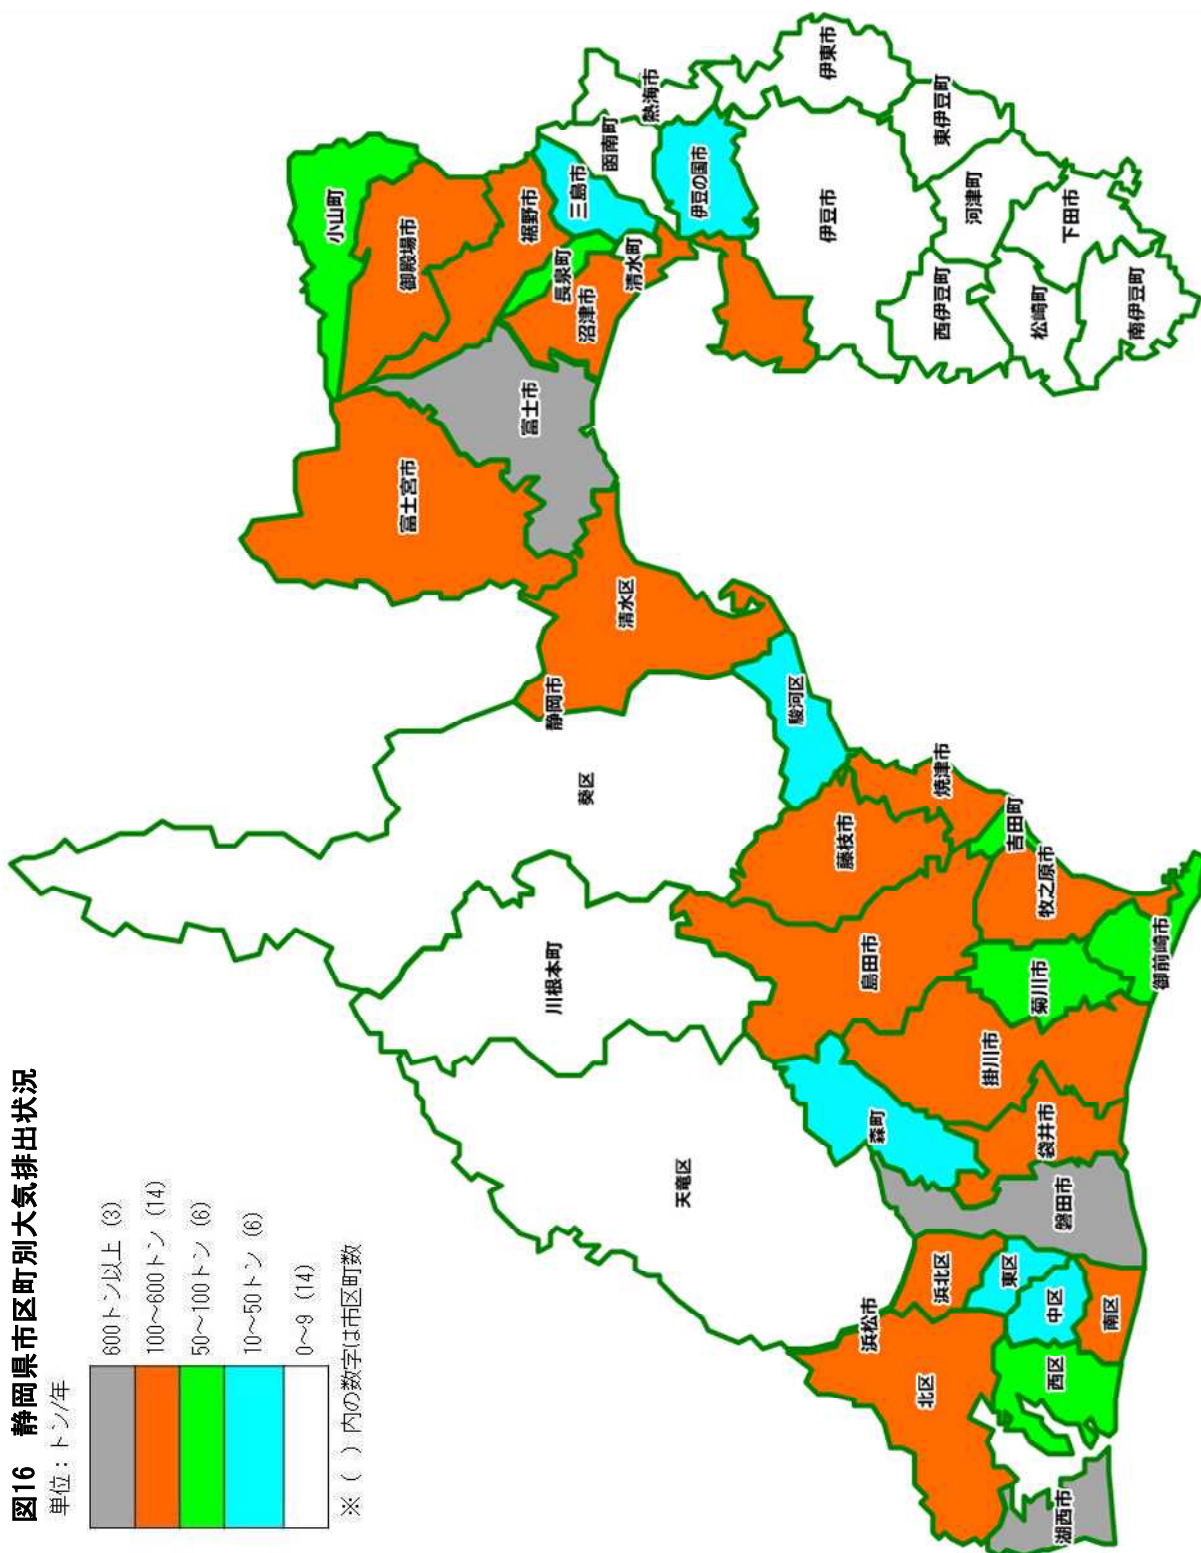 図16 静岡県市区町別大気排出状況
単位：トン/年
600トン以上 (3)
100～600トン (14)
50～100トン (6)
10～50トン (6)
0～9 (14)
※ ( ) 内の数字は市区町数
小山町
御殿場市
裾野市
三島市
函南町
熱海市
長泉町
清水町
沼津市
富士市
富士宮市
伊豆の国市
伊東市
伊豆市
東伊豆町
河津町
西伊豆町
松崎町
下田市
南伊豆町
清水区
静岡市
葵区
駿河区
川根本町
藤枝市
焼津市
島田市
吉田町
牧之原市
菊川市
御前崎市
掛川市
森町
袋井市
磐田市
天竜区
浜松市
浜北区
東区
中区
南区
北区
西区
湖西市